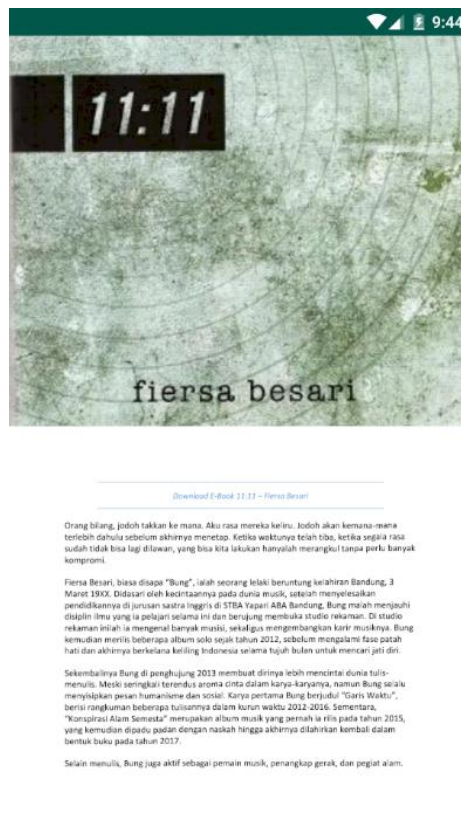 9:44
11:11
fiersa besari
Download E-Book 11:11 – Fiersa Besari
Orang bilang, jodoh takkan ke mana. Aku rasa mereka keliru. Jodoh akan kemana-mana
terlebih dahulu sebelum akhirnya menetap. Ketika waktunya telah tiba, ketika segala rasa
sudah tidak bisa lagi dilawan, yang bisa kita lakukan hanyalah merangkul tanpa perlu banyak
kompromi.
Fiersa Besari, biasa disapa "Bung", ialah seorang lelaki beruntung kelahiran Bandung, 3
Maret 19XX. Didasari oleh kecintaannya pada dunia musik, setelah menyelesaikan
pendidikannya di jurusan sastra Inggris di STBA Yapari ABA Bandung, Bung malah menjauhi
disiplin ilmu yang ia pelajari selama ini dan berujung membuka studio rekaman. Di studio
rekaman inilah ia mengenal banyak musisi, sekaligus mengembangkan karir musiknya. Bung
kemudian merilis beberapa album solo sejak tahun 2012, sebelum mengalami fase patah
hati dan akhirnya berkelana keliling Indonesia selama tujuh bulan untuk mencari jati diri.
Sekembalinya Bung di penghujung 2013 membuat dirinya lebih mencintai dunia tulis-
menulis. Meski seringkali terendus aroma cinta dalam karya-karyanya, namun Bung selalu
menyisipkan pesan humanisme dan sosial. Karya pertama Bung berjudul "Garis Waktu",
berisi rangkuman beberapa tulisannya dalam kurun waktu 2012-2016. Sementara,
"Konspirasi Alam Semesta" merupakan album musik yang pernah ia rilis pada tahun 2015,
yang kemudian dipadu padan dengan naskah hingga akhirnya dilahirkan kembali dalam
bentuk buku pada tahun 2017.
Selain menulis, Bung juga aktif sebagai pemain musik, penangkap gerak, dan pegiat alam.